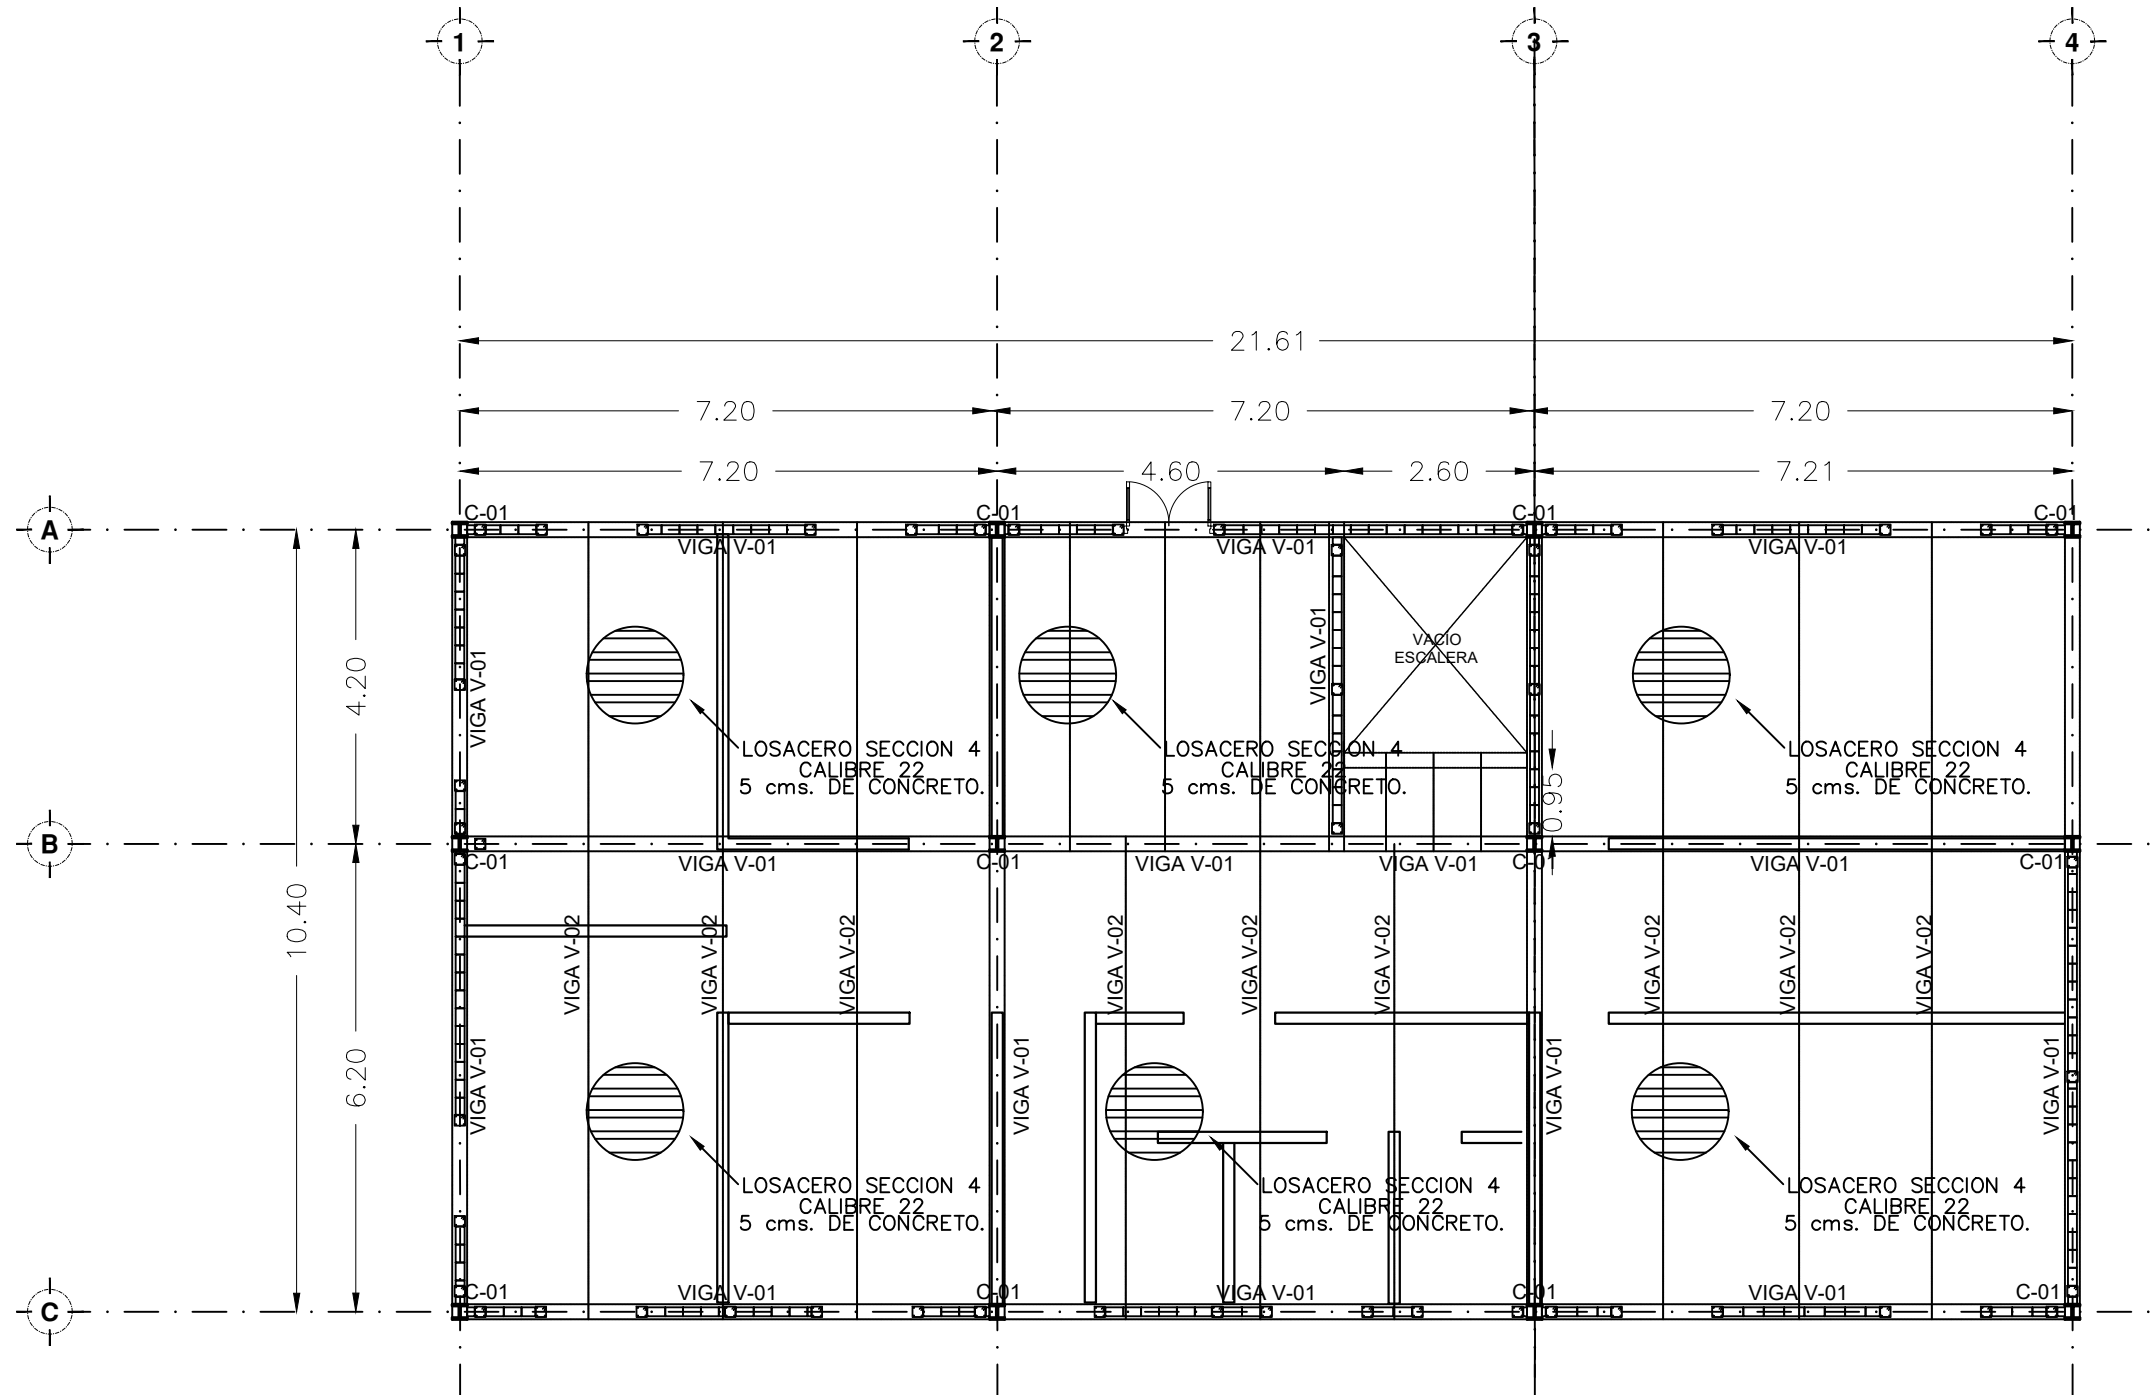 1 2 3 4
21.61
7.20 7.20 7.20
7.20 4.60 2.60 7.21
A
C-01 C-01 C-01 C-01
VIGA V-01 VIGA V-01 VIGA V-01
VIGA V-01
VIGA V-01
VACIO
ESCALERA
4.20
LOSACERO SECCION 4
CALIBRE 22
5 cms. DE CONCRETO.
LOSACERO SECCION 4
CALIBRE 22
5 cms. DE CONCRETO.
LOSACERO SECCION 4
CALIBRE 22
5 cms. DE CONCRETO.
0.95
B
C-01 VIGA V-01 C-01 VIGA V-01 VIGA V-01 C-01 VIGA V-01 C-01
10.40
VIGA V-02
VIGA V-02
VIGA V-02
VIGA V-02
VIGA V-02
VIGA V-02
VIGA V-02
VIGA V-02
VIGA V-02
6.20
VIGA V-01
VIGA V-01
VIGA V-01
VIGA V-01
LOSACERO SECCION 4
CALIBRE 22
5 cms. DE CONCRETO.
LOSACERO SECCION 4
CALIBRE 22
5 cms. DE CONCRETO.
LOSACERO SECCION 4
CALIBRE 22
5 cms. DE CONCRETO.
C-01 VIGA V-01 C-01 VIGA V-01 C-01 VIGA V-01 C-01
C